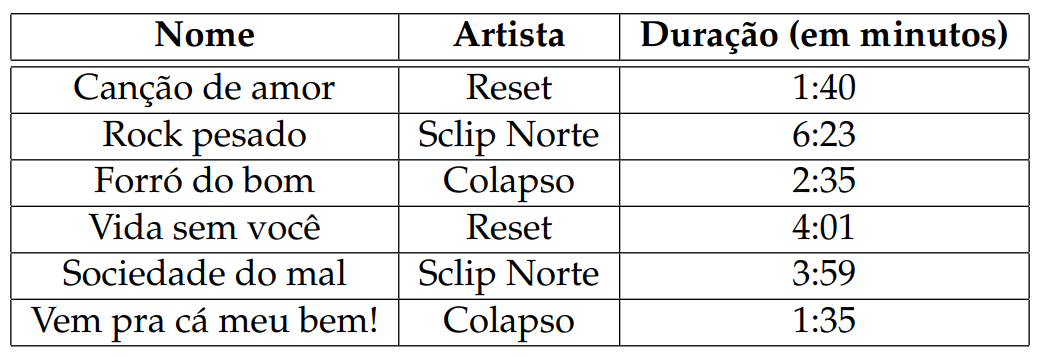 Nome Artista Duração (em minutos)
Canção de amor Reset 1:40
Rock pesado Sclip Norte 6:23
Forró do bom Colapso 2:35
Vida sem você Reset 4:01
Sociedade do mal Sclip Norte 3:59
Vem pra cá meu bem! Colapso 1:35